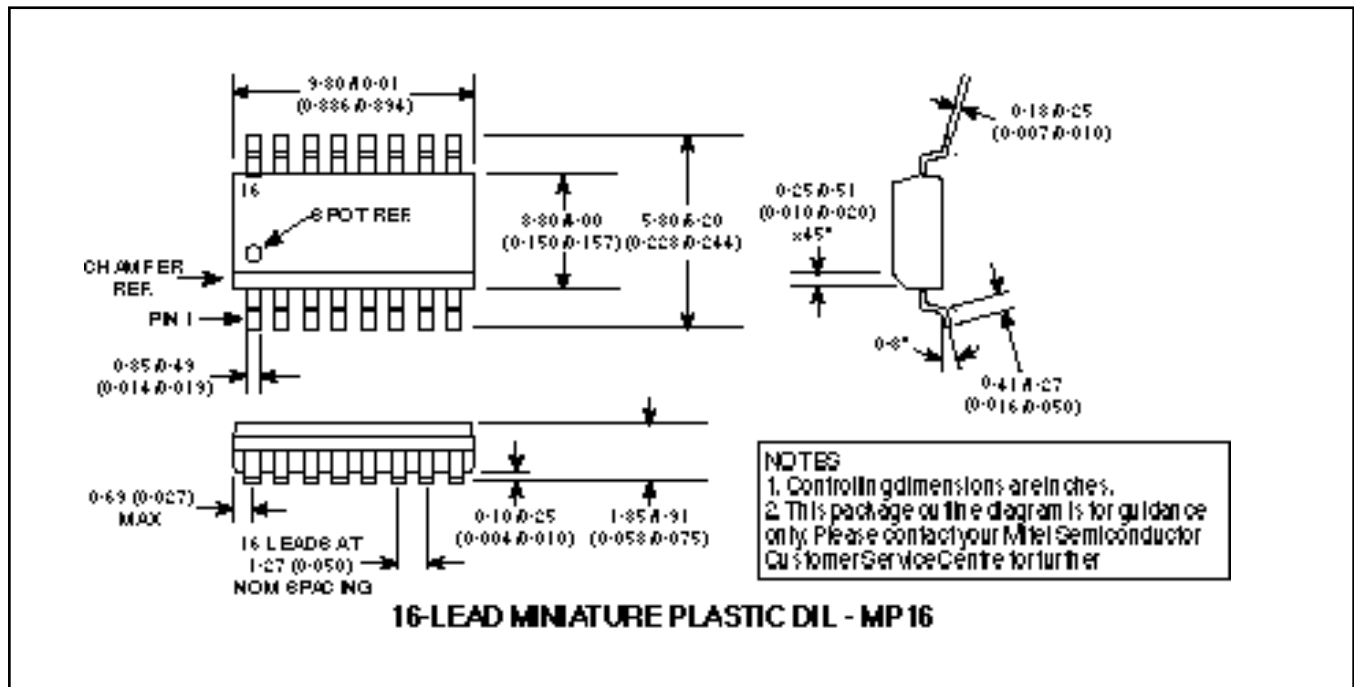 9·80/10·01
(0·386/0·394)
16
SPOT REF.
CHAMFER
REF.
PIN 1
0·35/0·49
(0·014/0·019)
3·80/4·00
(0·150/0·157)
5·80/6·20
(0·228/0·244)
0·18/0·25
(0·007/0·010)
0·25/0·51
(0·010/0·020)
x45°
0-8°
0·41/1·27
(0·016/0·050)
0·69 (0·027)
MAX
16 LEADS AT
1·27 (0·050)
NOM SPACING
0·10/0·25
(0·004/0·010)
1·35/1·91
(0·053/0·075)
NOTES
1. Controlling dimensions are inches.
2. This package outline diagram is for guidance
only. Please contact your Mitel Semiconductor
Customer Service Centre for further
16-LEAD MINIATURE PLASTIC DIL - MP16